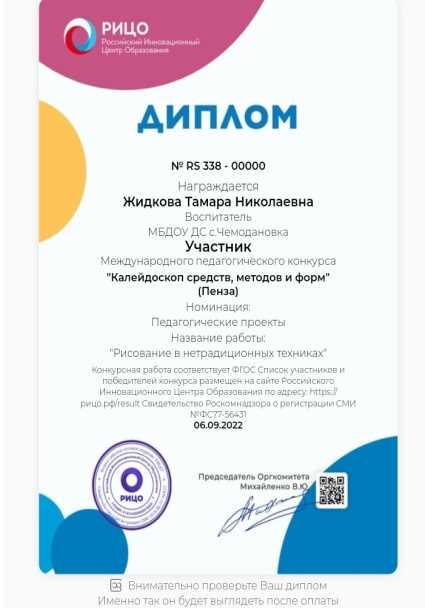 РИЦО
Российский Инновационный
Центр Образования
ДИПЛОМ
№ RS 338 - 00000
Награждается
Жидкова Тамара Николаевна
Воспитатель
МБДОУ ДС с.Чемодановка
Участник
Международного педагогического конкурса
"Калейдоскоп средств, методов и форм"
(Пенза)
Номинация:
Педагогические проекты
Название работы:
"Рисование в нетрадиционных техниках"
Конкурсная работа соответствует ФГОС Список участников и
победителей конкурса размещен на сайте Российского
Инновационного Центра Образования по адресу: https://
рицо.рф/result Свидетельство Роскомнадзора о регистрации СМИ
№ФС77-56431
06.09.2022
Председатель Оргкомитета
Михайленко В.Ю.
РИЦО
Внимательно проверьте Ваш диплом
Именно так он будет выглядеть после оплаты